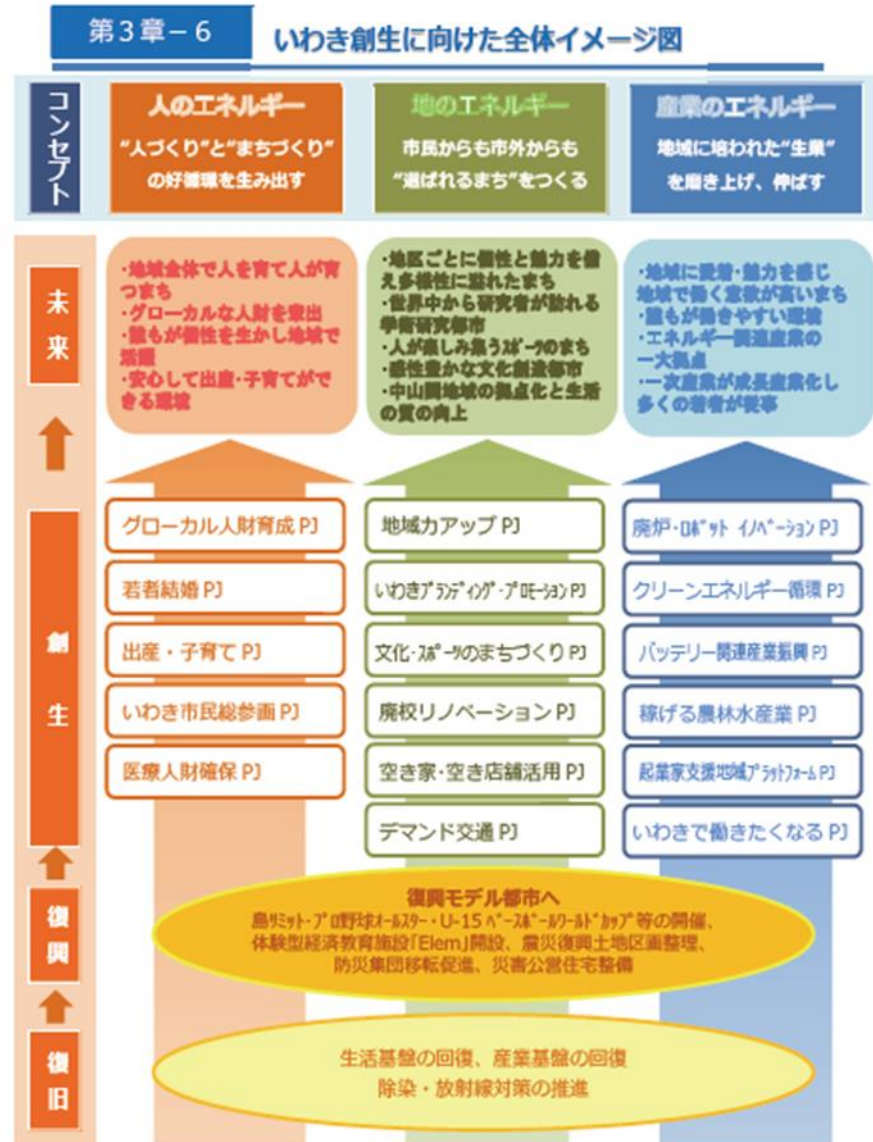 第3章－6
いわき創生に向けた全体イメージ図
コンセプト
人のエネルギー
“人づくり”と“まちづくり”
の好循環を生み出す
地のエネルギー
市民からも市外からも
“選ばれるまち”をつくる
産業のエネルギー
地域に培われた“生業”
を磨き上げ、伸ばす
未来
・地域全体で人を育て人が育
つまち
・グローカルな人財を輩出
・誰もが個性を生かし地域で
活躍
・安心して出産・子育てがで
きる環境
・地区ごとに個性と魅力を備
え多様性に溢れたまち
・世界中から研究者が訪れる
学術研究都市
・人が楽しみ集うｽﾎﾟｰﾂのまち
・感性豊かな文化創造都市
・中山間地域の拠点化と生活
の質の向上
・地域に愛着・魅力を感じ
地域で働く意欲が高いまち
・誰もが働きやすい環境
・エネルギー関連産業の
一大拠点
・一次産業が成長産業化し
多くの若者が従事
創生
グローカル人財育成 PJ
若者結婚 PJ
出産・子育て PJ
いわき市民総参画 PJ
医療人財確保 PJ
地域力アップ PJ
いわきﾌﾞﾗﾝﾃﾞｨﾝｸﾞ・ﾌﾟﾛﾓｰｼｮﾝ PJ
文化・ｽﾎﾟｰﾂのまちづくり PJ
廃校リノベーション PJ
空き家・空き店舗活用 PJ
デマンド交通 PJ
廃炉・ﾛﾎﾞｯﾄ ｲﾉﾍﾞｰｼｮﾝ PJ
クリーンエネルギー循環 PJ
バッテリー関連産業振興 PJ
稼げる農林水産業 PJ
起業家支援地域ﾌﾟﾗｯﾄﾌｫｰﾑ PJ
いわきで働きたくなる PJ
復興
復興モデル都市へ
島ｻﾐｯﾄ・ﾌﾟﾛ野球ｵｰﾙｽﾀｰ・U-15 ﾍﾞｰｽﾎﾞｰﾙﾜｰﾙﾄﾞｶｯﾌﾟ等の開催、
体験型経済教育施設｢Elem｣開設、震災復興土地区画整理、
防災集団移転促進、災害公営住宅整備
復旧
生活基盤の回復、産業基盤の回復
除染・放射線対策の推進